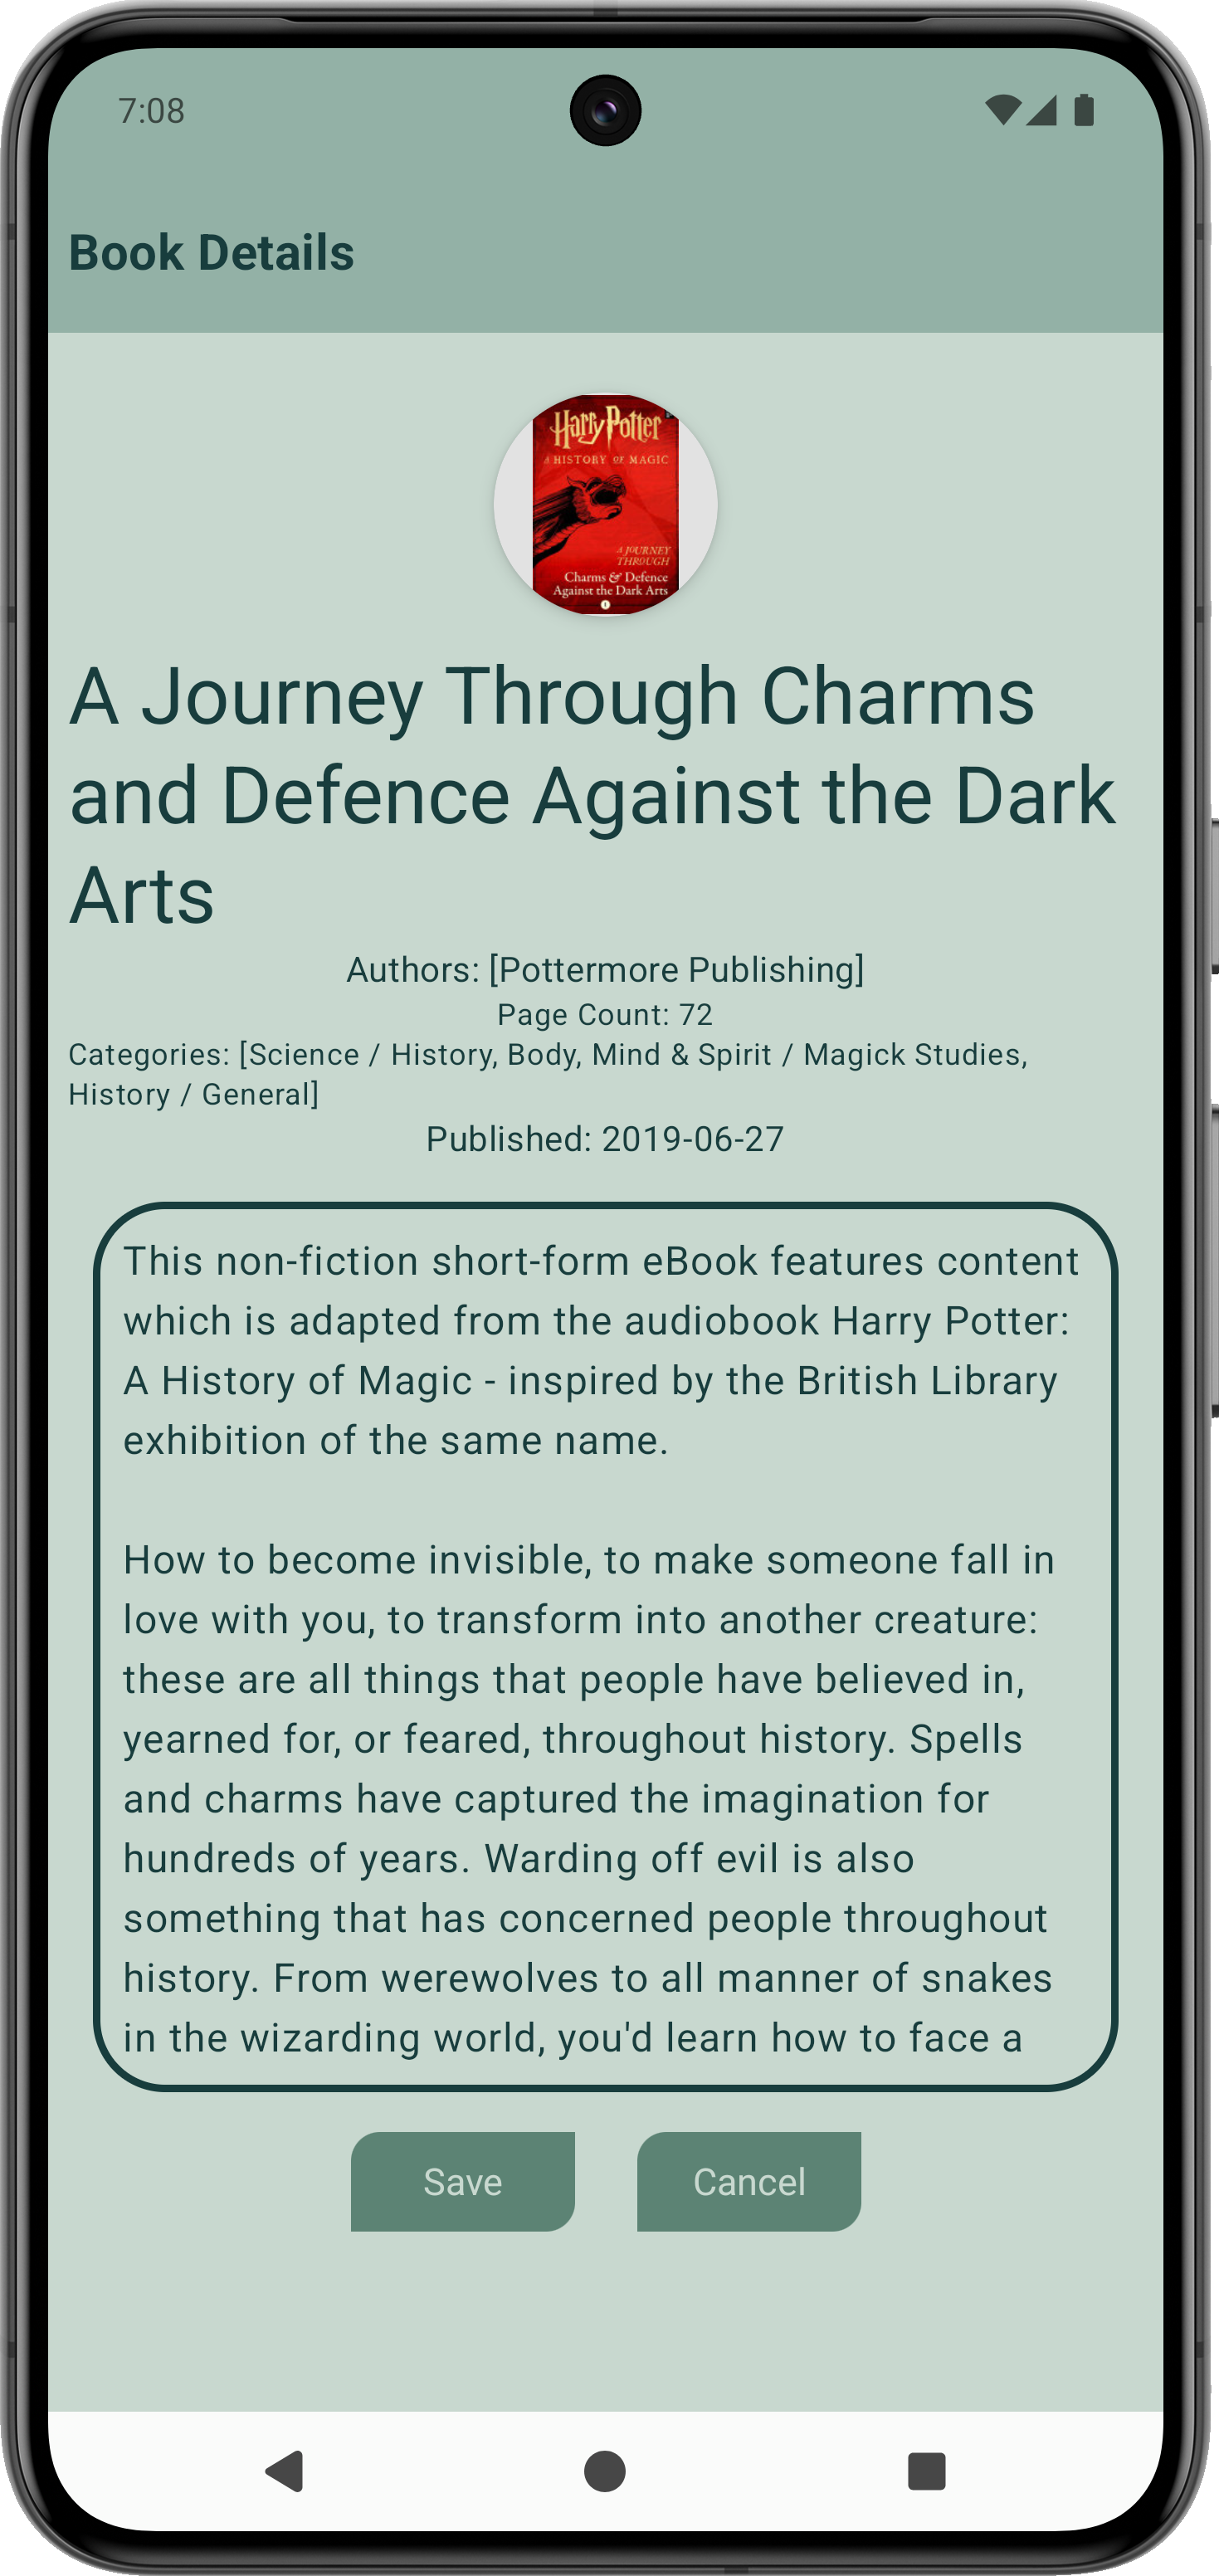 7:08
Book Details
Harry Potter
A HISTORY OF MAGIC
A JOURNEY
THROUGH
Charms & Defence
Against the Dark Arts
A Journey Through Charms
and Defence Against the Dark
Arts
Authors: [Pottermore Publishing]
Page Count: 72
Categories: [Science / History, Body, Mind & Spirit / Magick Studies,
History / General]
Published: 2019-06-27
This non-fiction short-form eBook features content
which is adapted from the audiobook Harry Potter:
A History of Magic - inspired by the British Library
exhibition of the same name.
How to become invisible, to make someone fall in
love with you, to transform into another creature:
these are all things that people have believed in,
yearned for, or feared, throughout history. Spells
and charms have captured the imagination for
hundreds of years. Warding off evil is also
something that has concerned people throughout
history. From werewolves to all manner of snakes
in the wizarding world, you'd learn how to face a
Save
Cancel